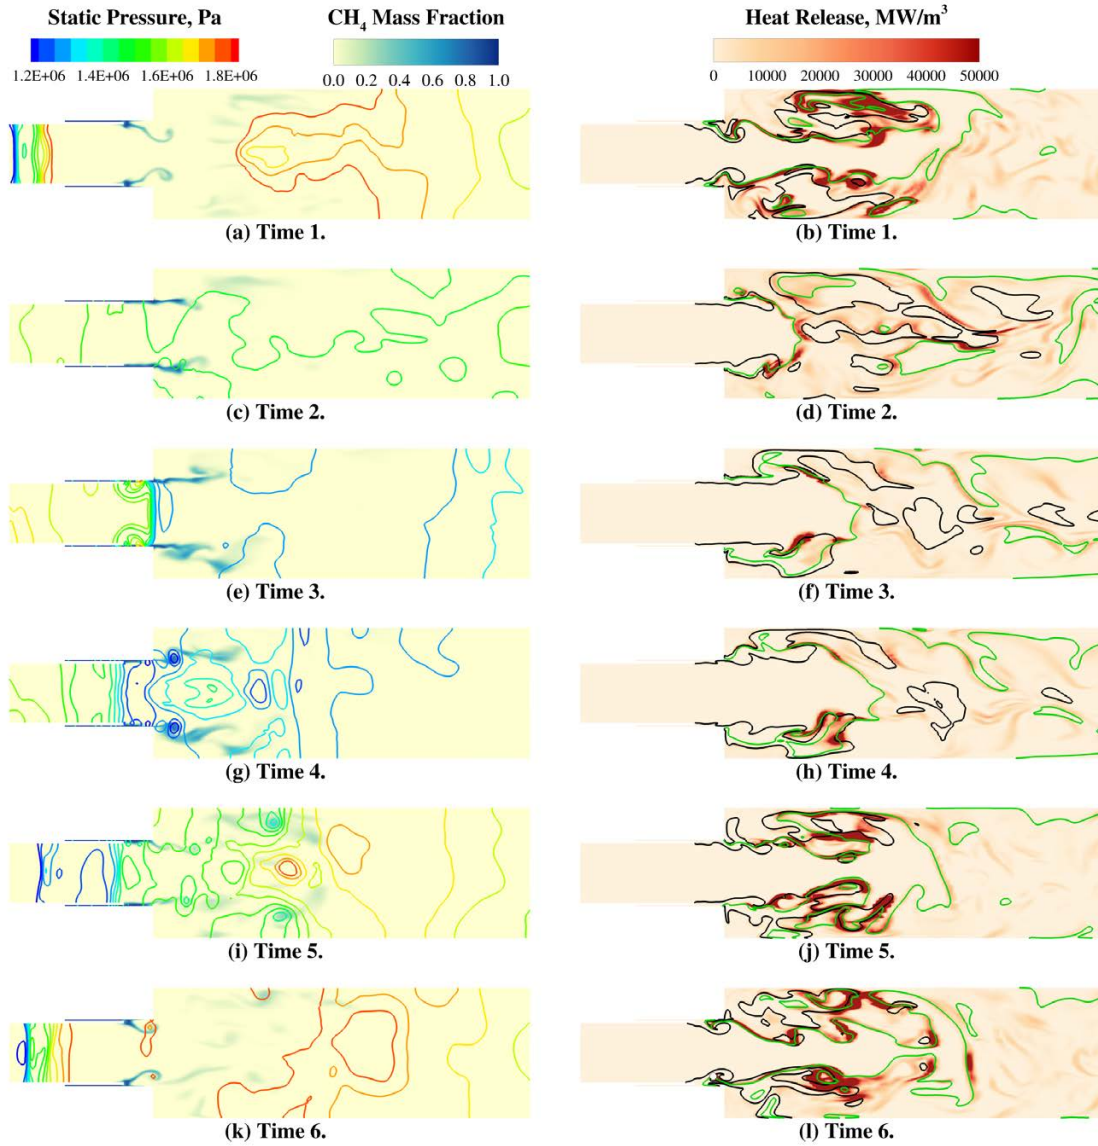 Static Pressure, Pa
CH₄ Mass Fraction
Heat Release, MW/m³
1.2E+06 1.4E+06 1.6E+06 1.8E+06
0.0 0.2 0.4 0.6 0.8 1.0
0 10000 20000 30000 40000 50000
(a) Time 1.
(b) Time 1.
(c) Time 2.
(d) Time 2.
(e) Time 3.
(f) Time 3.
(g) Time 4.
(h) Time 4.
(i) Time 5.
(j) Time 5.
(k) Time 6.
(l) Time 6.